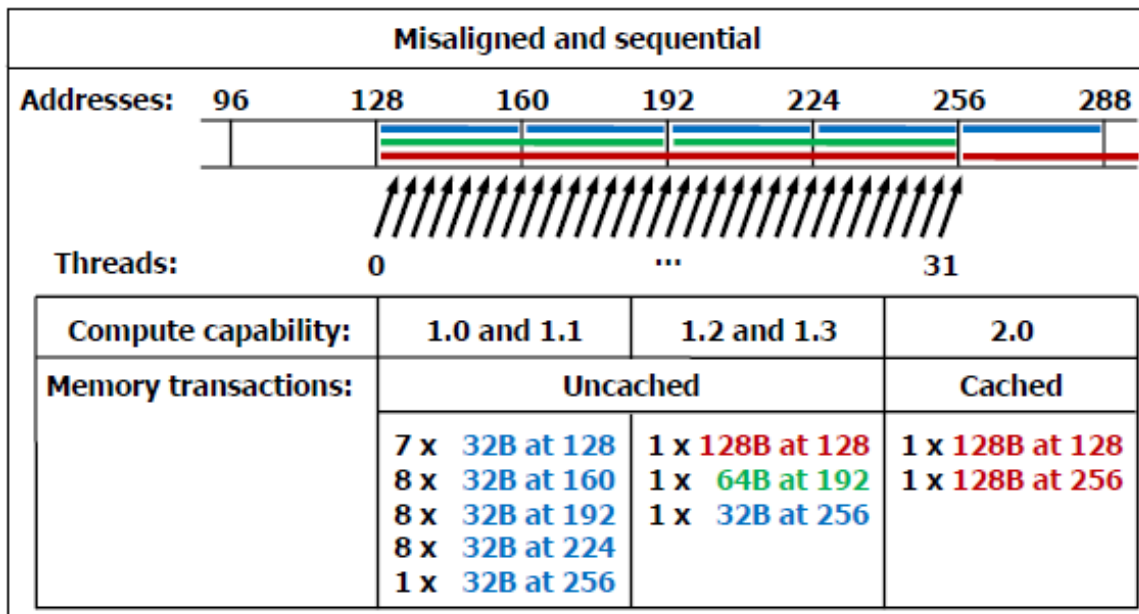 Misaligned and sequential
Addresses: 96 128 160 192 224 256 288
Threads: 0 ... 31
Compute capability: 1.0 and 1.1 1.2 and 1.3 2.0
Memory transactions: Uncached Cached
7 x 32B at 128 1 x 128B at 128 1 x 128B at 128
8 x 32B at 160 1 x 64B at 192 1 x 128B at 256
8 x 32B at 192 1 x 32B at 256
8 x 32B at 224
1 x 32B at 256